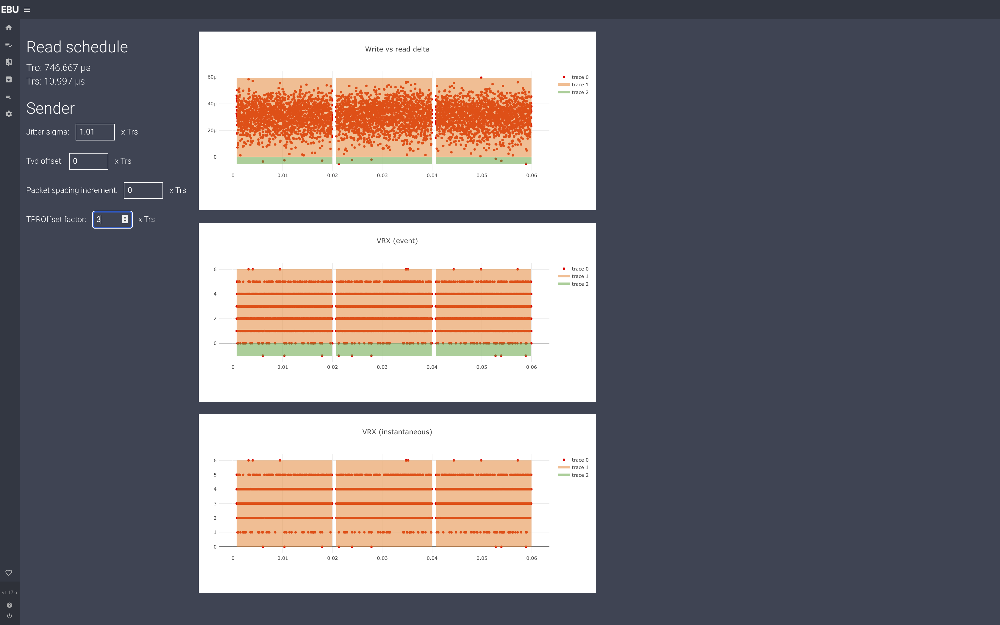 EBU
Read schedule
Tro: 746.667 μs
Trs: 10.997 μs
Sender
Jitter sigma: 1.01 x Trs
Tvd offset: 0 x Trs
Packet spacing increment: 0 x Trs
TPROffset factor: 3 x Trs
v1.17.6
Write vs read delta
60μ
40μ
20μ
0
0 0.01 0.02 0.03 0.04 0.05 0.06
trace 0
trace 1
trace 2
VRX (event)
6
4
2
0
0 0.01 0.02 0.03 0.04 0.05 0.06
trace 0
trace 1
trace 2
VRX (instantaneous)
6
5
4
3
2
1
0
0 0.01 0.02 0.03 0.04 0.05 0.06
trace 0
trace 1
trace 2